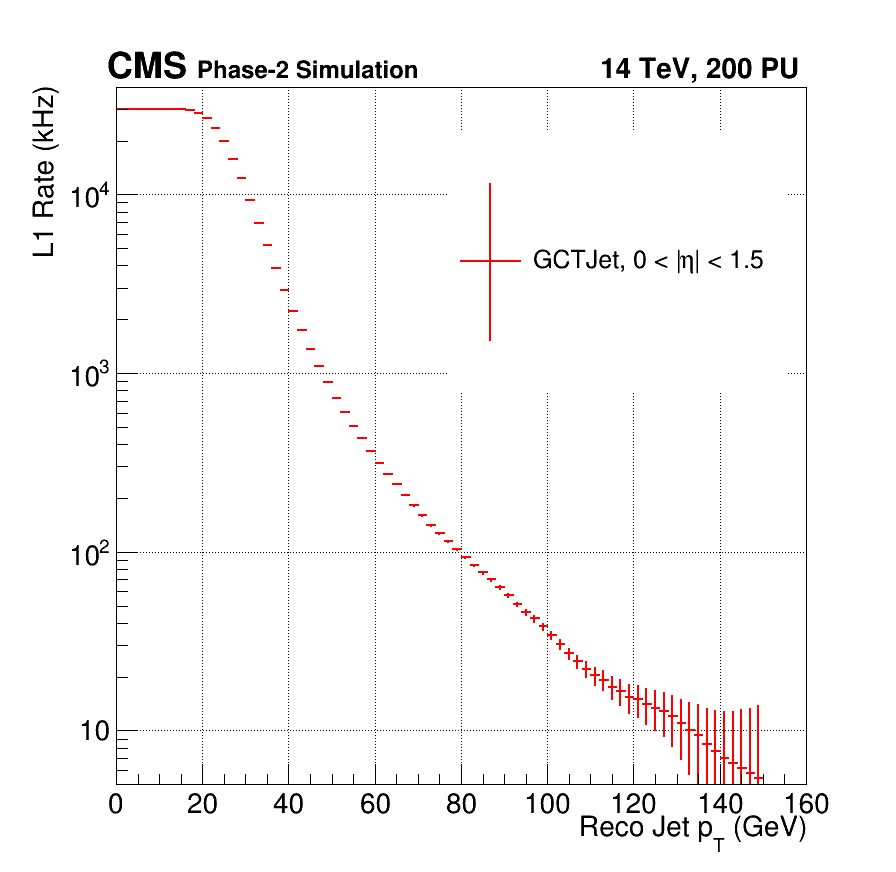 CMS Phase-2 Simulation 14 TeV, 200 PU
L1 Rate (kHz)
GCTJet, 0 < |η| < 1.5
10⁴
10³
10²
10
0 20 40 60 80 100 120 140 160
Reco Jet p_T (GeV)